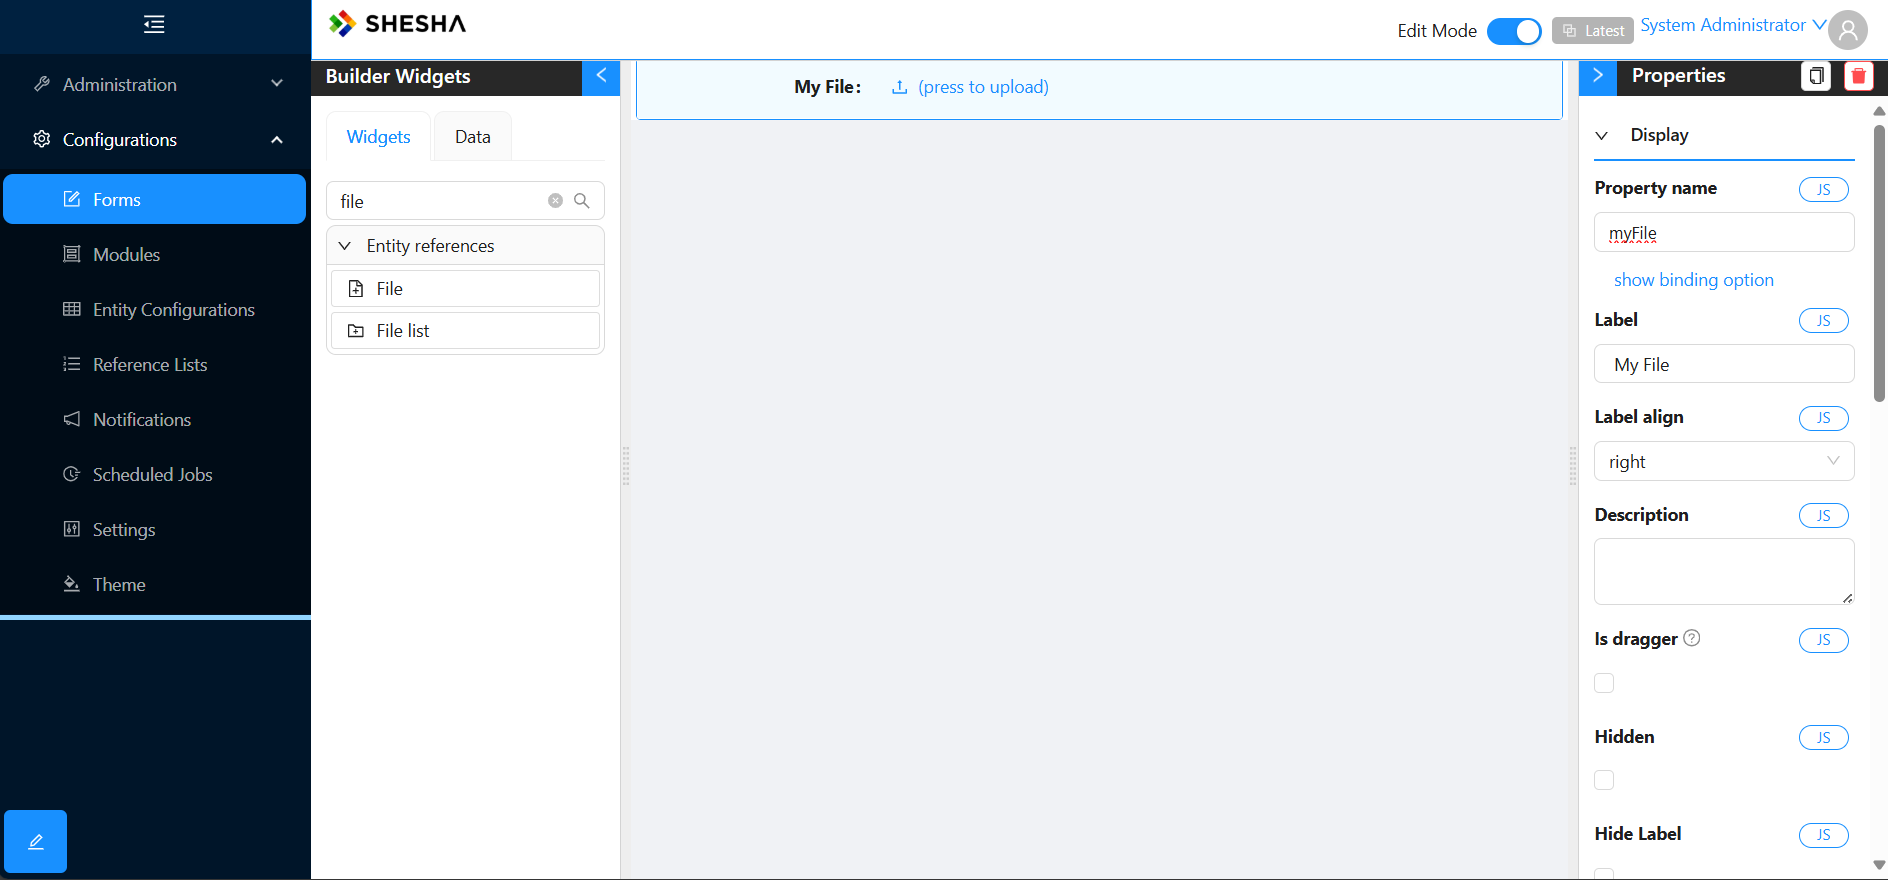 SHESHA
Edit Mode
Latest
System Administrator
Administration
Configurations
Forms
Modules
Entity Configurations
Reference Lists
Notifications
Scheduled Jobs
Settings
Theme
Builder Widgets
Widgets
Data
file
Entity references
File
File list
My File:
(press to upload)
Properties
Display
Property name
JS
myFile
show binding option
Label
JS
My File
Label align
JS
right
Description
JS
Is dragger
JS
Hidden
JS
Hide Label
JS